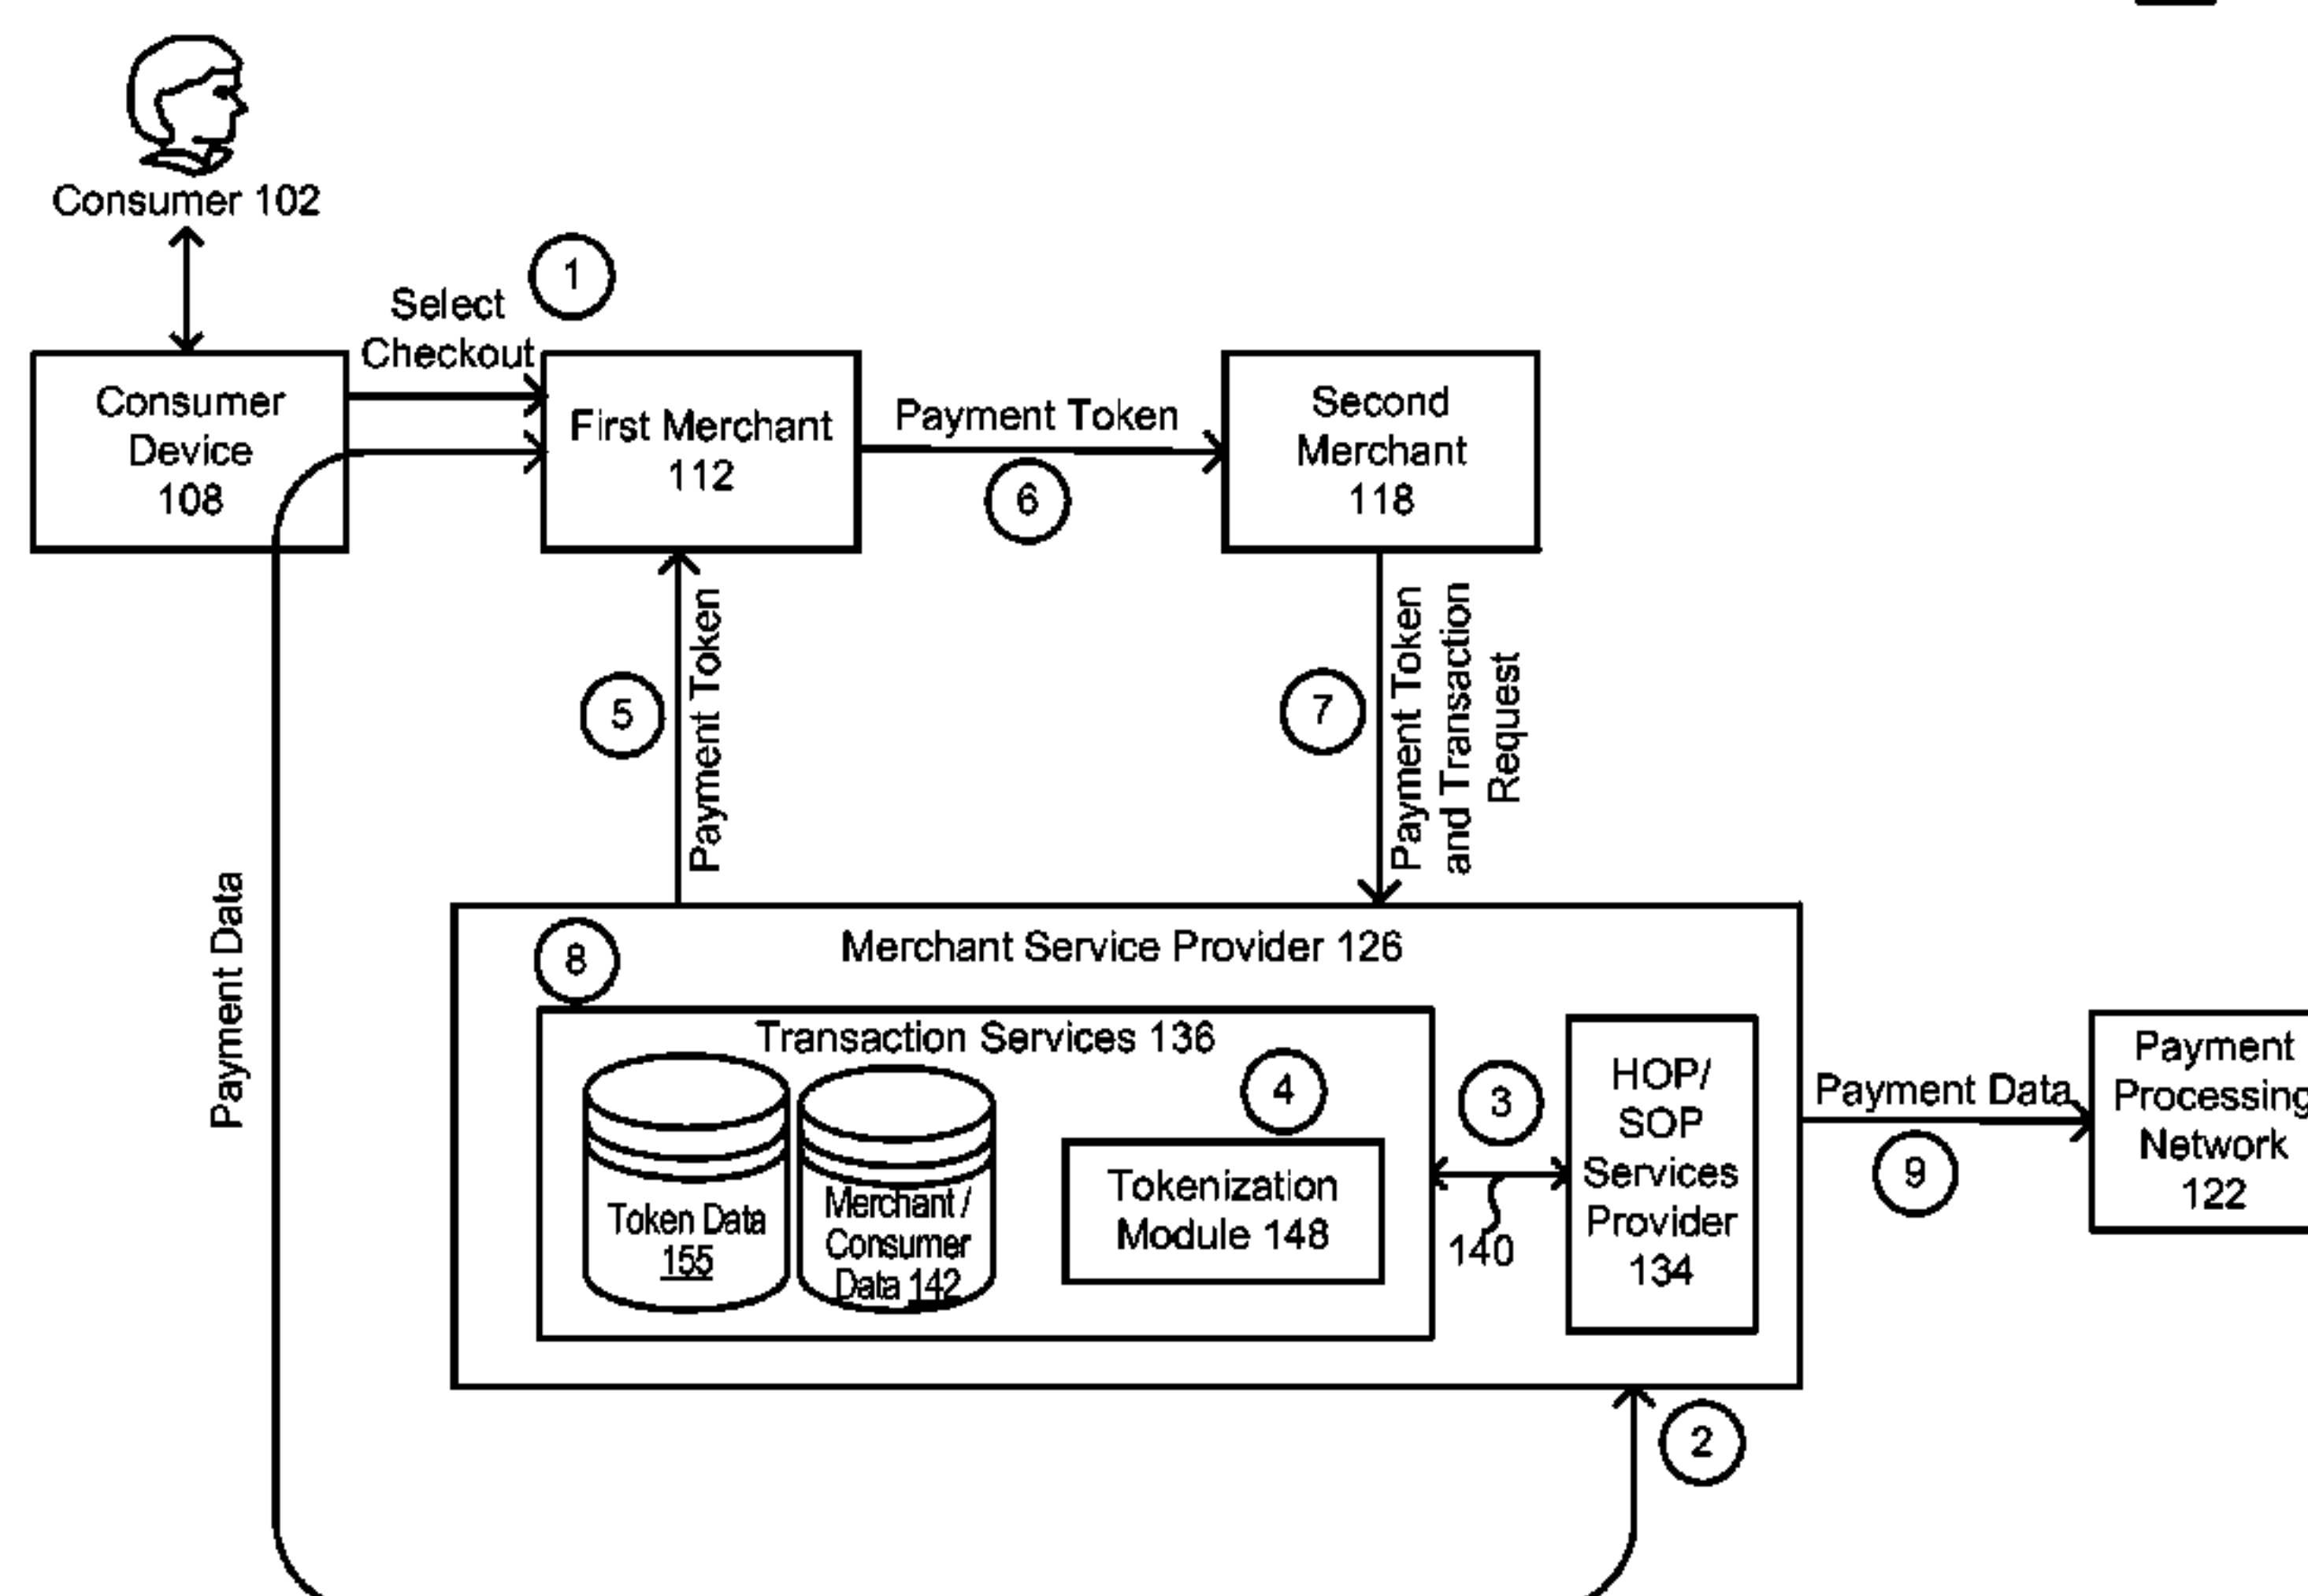 Consumer 102
1
Select
Checkout
Consumer
Device
108
First Merchant
112
Payment Token
6
Second
Merchant
118
5
Payment Token
7
Payment Token
and Transaction
Request
Payment Data
8
Merchant Service Provider 126
Transaction Services 136
4
Token Data
155
Merchant /
Consumer
Data 142
Tokenization
Module 148
3
140
HOP/
SOP
Services
Provider
134
Payment Data
9
Payment
Processing
Network
122
2